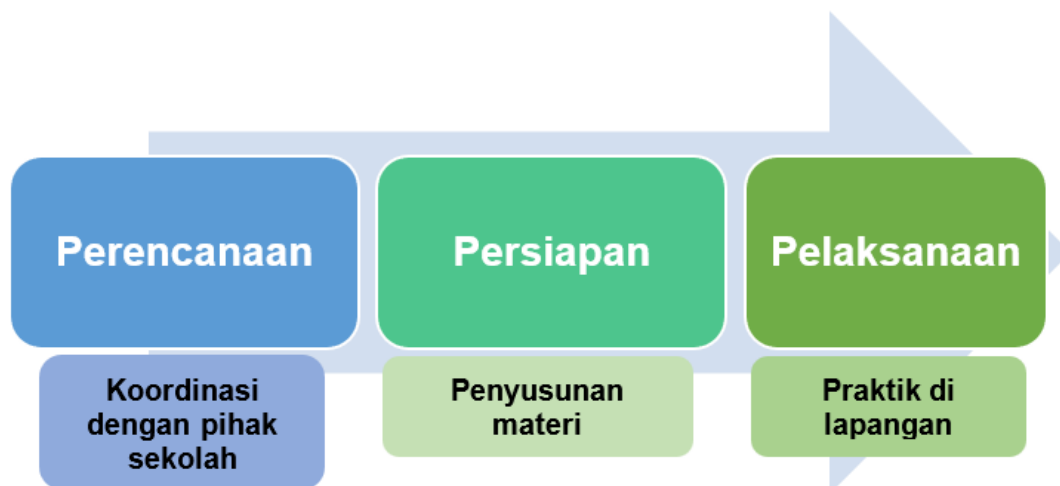 Perencanaan
Koordinasi
dengan pihak
sekolah
Persiapan
Penyusunan
materi
Pelaksanaan
Praktik di
lapangan